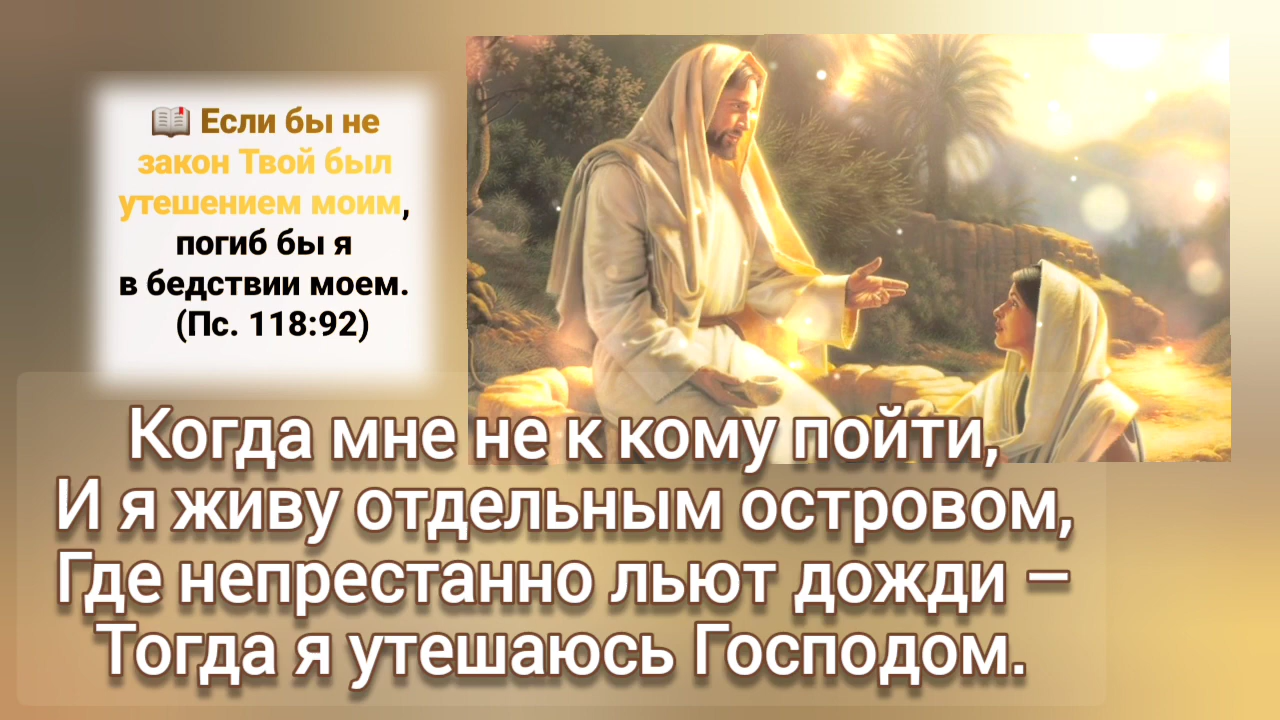 📖 Если бы не
закон Твой был
утешением моим,
погиб бы я
в бедствии моем.
(Пс. 118:92)
Когда мне не к кому пойти,
И я живу отдельным островом,
Где непрестанно льют дожди –
Тогда я утешаюсь Господом.